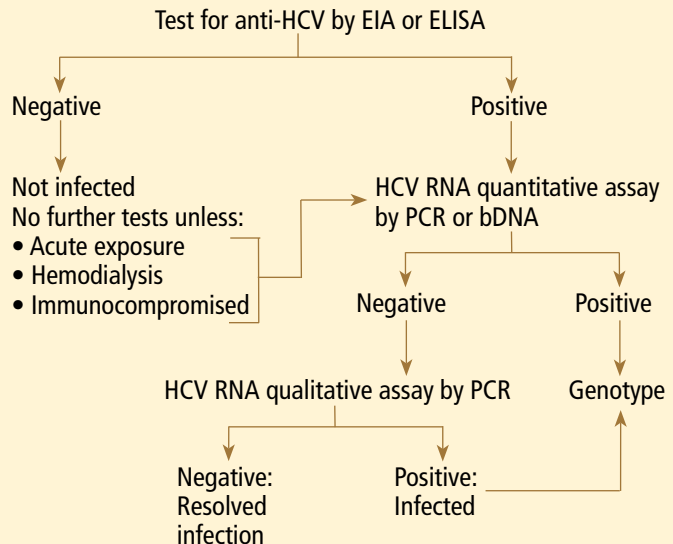 Test for anti-HCV by EIA or ELISA
Negative
Positive
Not infected
No further tests unless:
• Acute exposure
• Hemodialysis
• Immunocompromised
HCV RNA quantitative assay
by PCR or bDNA
Negative
Positive
HCV RNA qualitative assay by PCR
Genotype
Negative:
Resolved
infection
Positive:
Infected